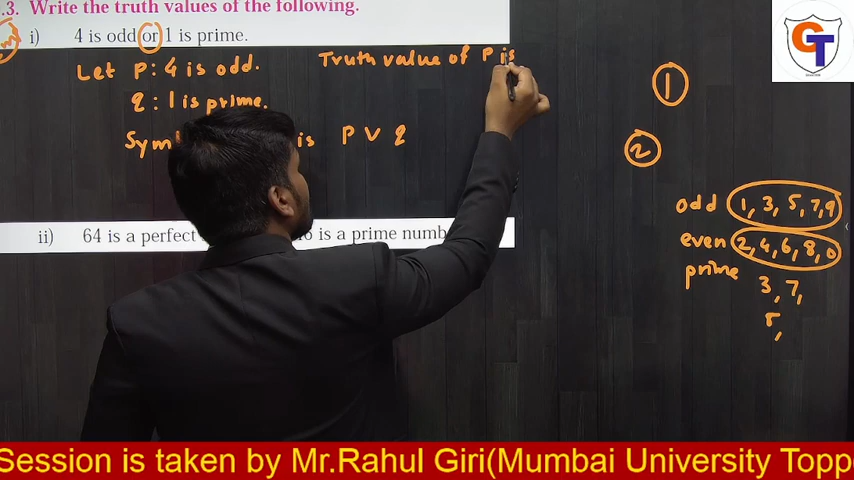 .3. Write the truth values of the following.
i) 4 is odd or 1 is prime.
Let p : 4 is odd.
q : 1 is prime.
is p ∨ q
Truth value of p is
1
2
odd 1, 3, 5, 7, 9
even 2, 4, 6, 8, 0
prime 3, 7,
5,
ii) 64 is a perfect is a prime numb
GT
Session is taken by Mr.Rahul Giri(Mumbai University Toppe